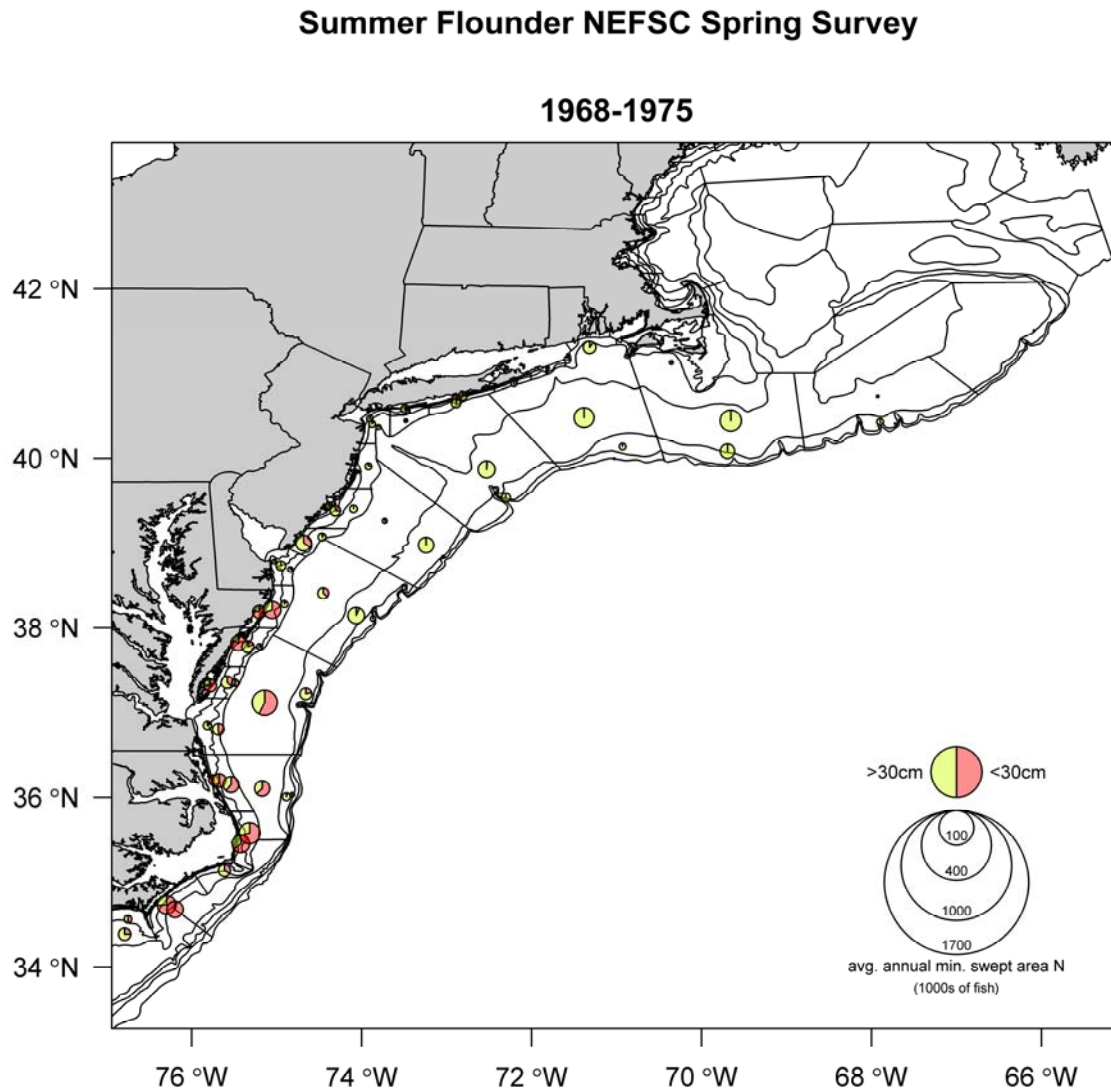 Summer Flounder NEFSC Spring Survey
1968-1975
42 °N
40 °N
38 °N
36 °N
34 °N
>30cm <30cm
100
400
1000
1700
avg. annual min. swept area N
(1000s of fish)
76 °W 74 °W 72 °W 70 °W 68 °W 66 °W